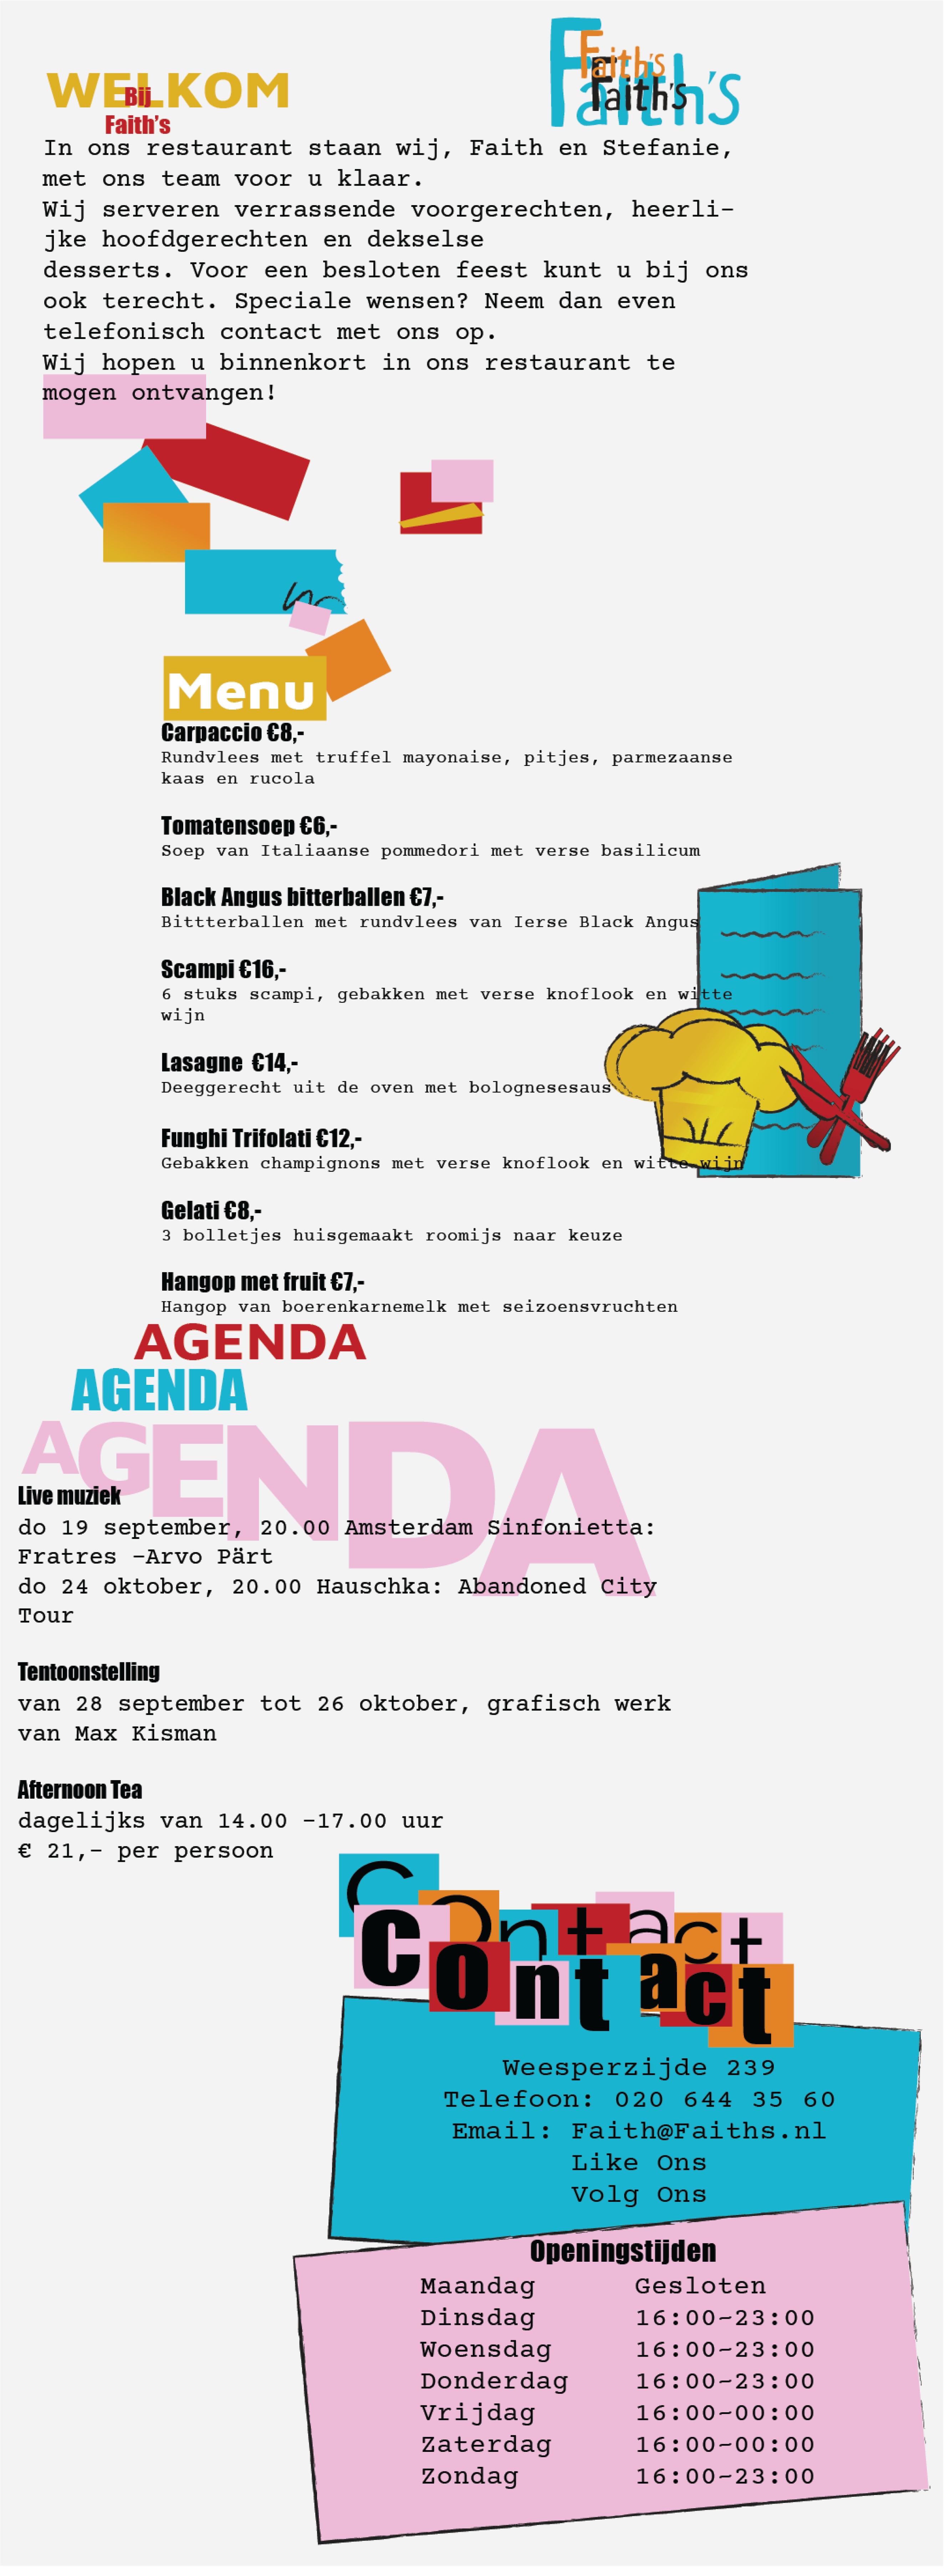 WELKOM
Bij
Faith's
Faith's
Faith's
Faith's
In ons restaurant staan wij, Faith en Stefanie,
met ons team voor u klaar.
Wij serveren verrassende voorgerechten, heerli-
jke hoofdgerechten en dekselse
desserts. Voor een besloten feest kunt u bij ons
ook terecht. Speciale wensen? Neem dan even
telefonisch contact met ons op.
Wij hopen u binnenkort in ons restaurant te
mogen ontvangen!
Menu
Carpaccio €8,-
Rundvlees met truffel mayonaise, pitjes, parmezaanse
kaas en rucola
Tomatensoep €6,-
Soep van Italiaanse pommedori met verse basilicum
Black Angus bitterballen €7,-
Bittterballen met rundvlees van Ierse Black Angus
Scampi €16,-
6 stuks scampi, gebakken met verse knoflook en witte
wijn
Lasagne €14,-
Deeggerecht uit de oven met bolognesesaus
Funghi Trifolati €12,-
Gebakken champignons met verse knoflook en witte wijn
Gelati €8,-
3 bolletjes huisgemaakt roomijs naar keuze
Hangop met fruit €7,-
Hangop van boerenkarnemelk met seizoensvruchten
AGENDA
AGENDA
AGENDA
Live muziek
do 19 september, 20.00 Amsterdam Sinfonietta:
Fratres -Arvo Pärt
do 24 oktober, 20.00 Hauschka: Abandoned City
Tour
Tentoonstelling
van 28 september tot 26 oktober, grafisch werk
van Max Kisman
Afternoon Tea
dagelijks van 14.00 -17.00 uur
€ 21,- per persoon
Contact
Contact
Weesperzijde 239
Telefoon: 020 644 35 60
Email: Faith@Faiths.nl
Like Ons
Volg Ons
Openingstijden
Maandag Gesloten
Dinsdag 16:00~23:00
Woensdag 16:00~23:00
Donderdag 16:00~23:00
Vrijdag 16:00~00:00
Zaterdag 16:00~00:00
Zondag 16:00~23:00